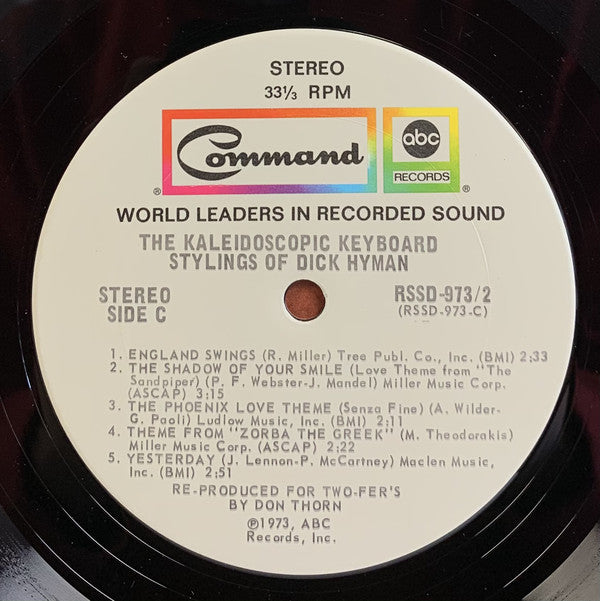 STEREO
33⅓ RPM
Command
abc
RECORDS
® ®
WORLD LEADERS IN RECORDED SOUND
THE KALEIDOSCOPIC KEYBOARD
STYLINGS OF DICK HYMAN
STEREO RSSD-973/2
SIDE C (RSSD-973-C)
1. ENGLAND SWINGS (R. Miller) Tree Publ. Co., Inc. (BMI) 2:33
2. THE SHADOW OF YOUR SMILE (Love Theme from "The
Sandpiper) (P. F. Webster-J. Mandel) Miller Music Corp.
(ASCAP) 3:15
3. THE PHOENIX LOVE THEME (Senza Fine) (A. Wilder-
G. Paoli) Ludlow Music, Inc. (BMI) 2:11
4. THEME FROM "ZORBA THE GREEK" (M. Theodorakis)
Miller Music Corp. (ASCAP) 2:22
5. YESTERDAY (J. Lennon-P. McCartney) Maclen Music,
Inc. (BMI) 2:51
RE-PRODUCED FOR TWO-FER'S
BY DON THORN
℗1973, ABC
Records, Inc.